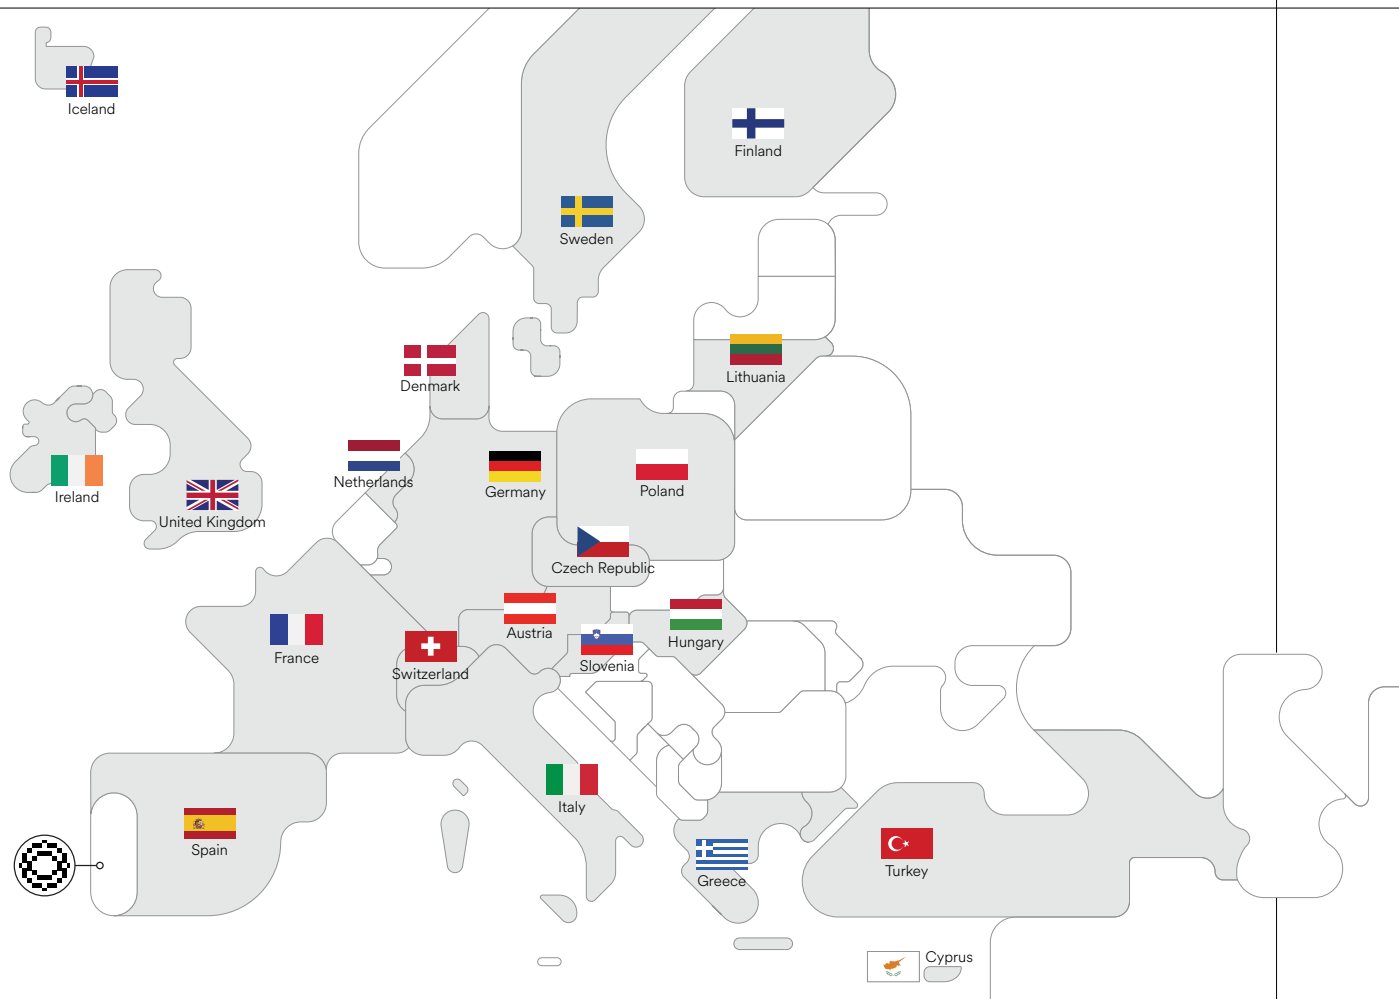 Iceland
Finland
Sweden
Denmark
Lithuania
Netherlands
Germany
Poland
Ireland
United Kingdom
Czech Republic
Austria
Hungary
France
Slovenia
Switzerland
Italy
Spain
Greece
Turkey
Cyprus